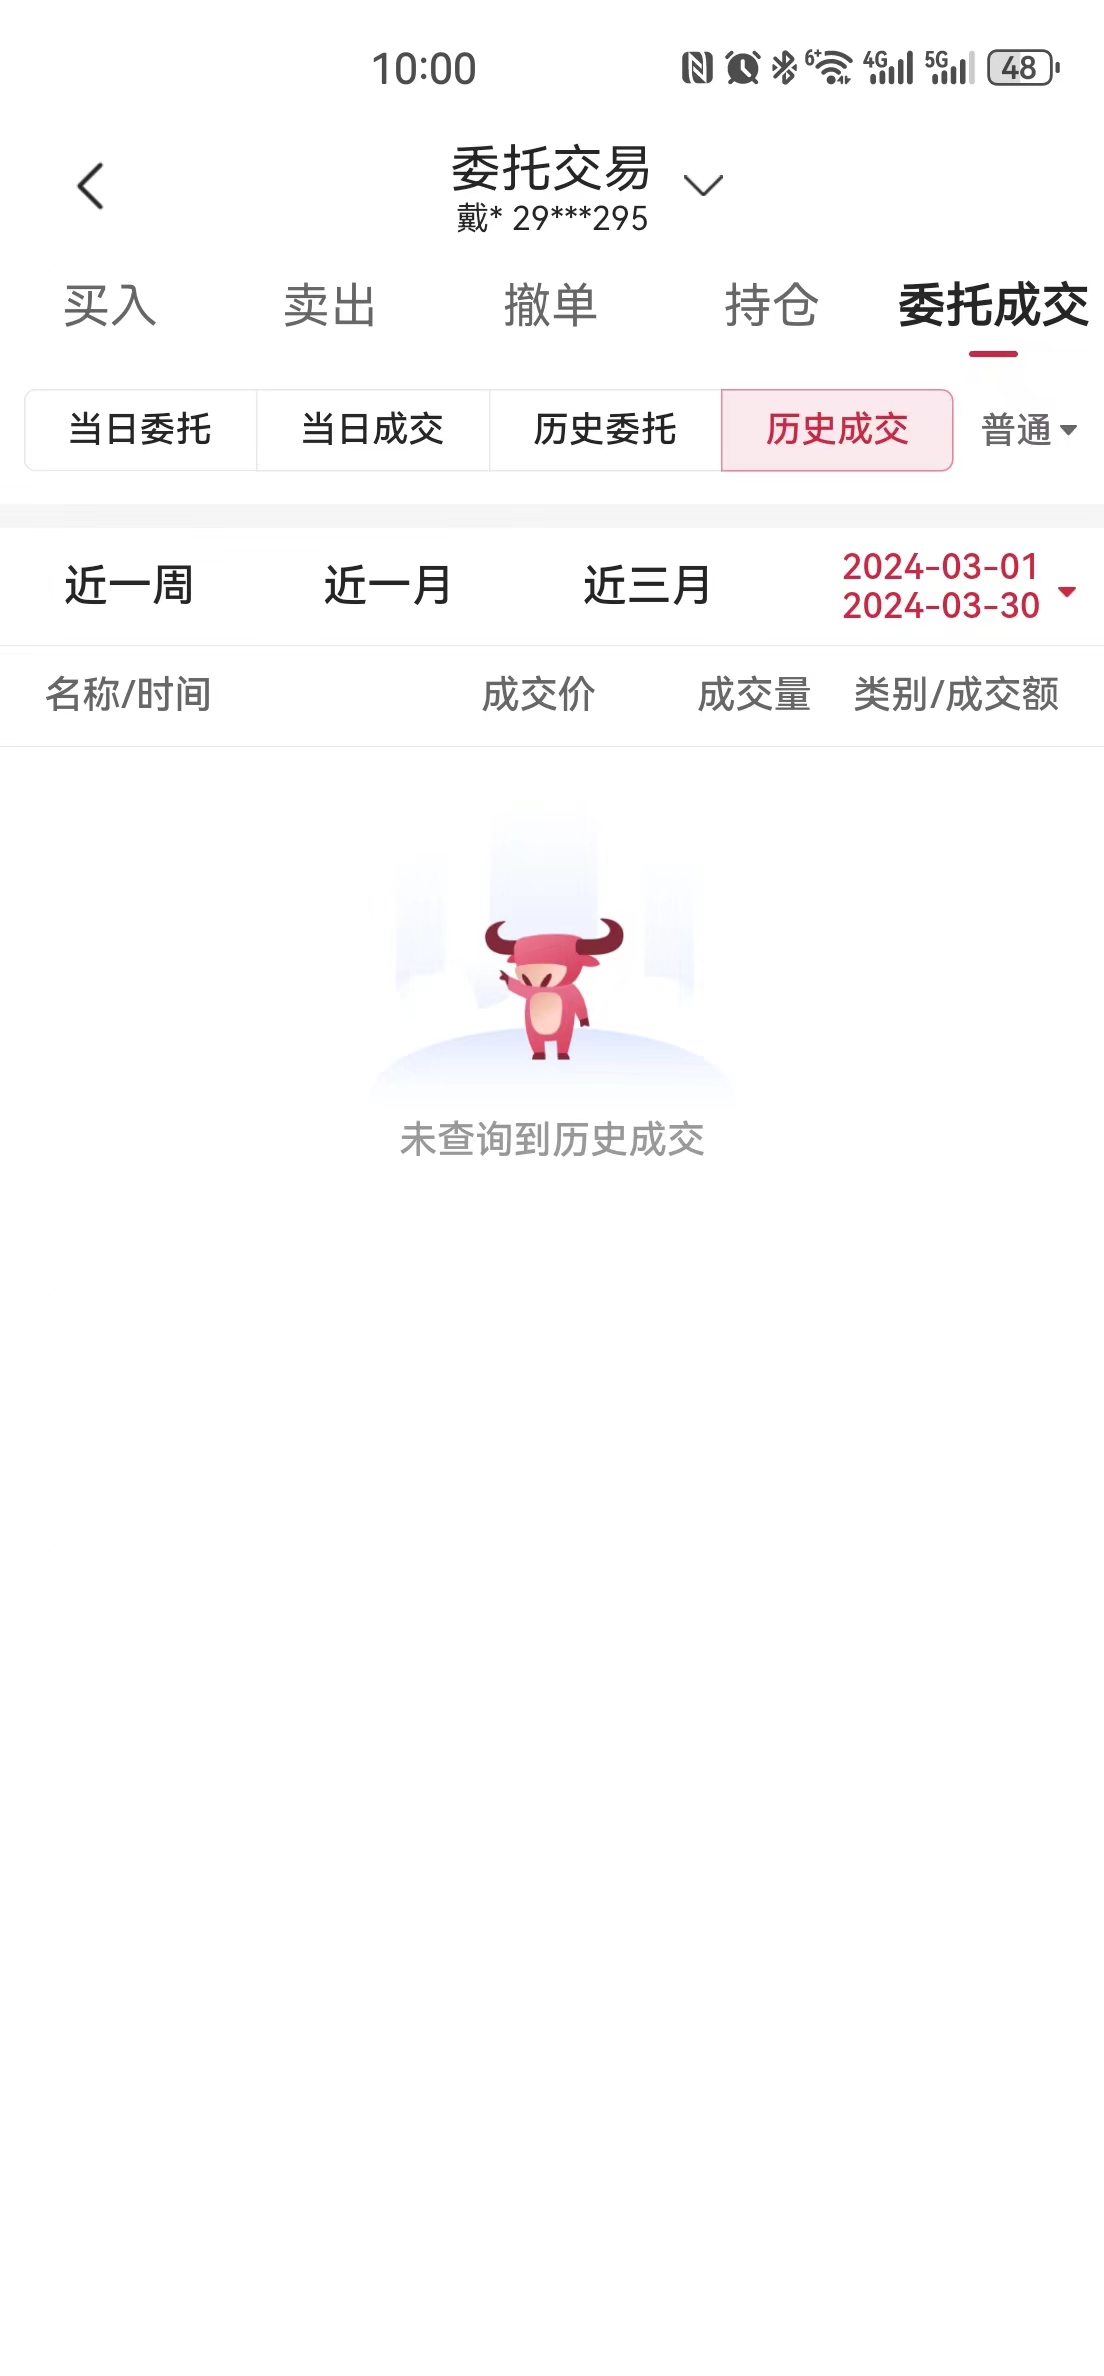 10:00 6+ 4G 5G 48
委托交易
戴* 29***295
买入 卖出 撤单 持仓 委托成交
当日委托 当日成交 历史委托 历史成交 普通
近一周 近一月 近三月 2024-03-01
2024-03-30
名称/时间 成交价 成交量 类别/成交额
未查询到历史成交